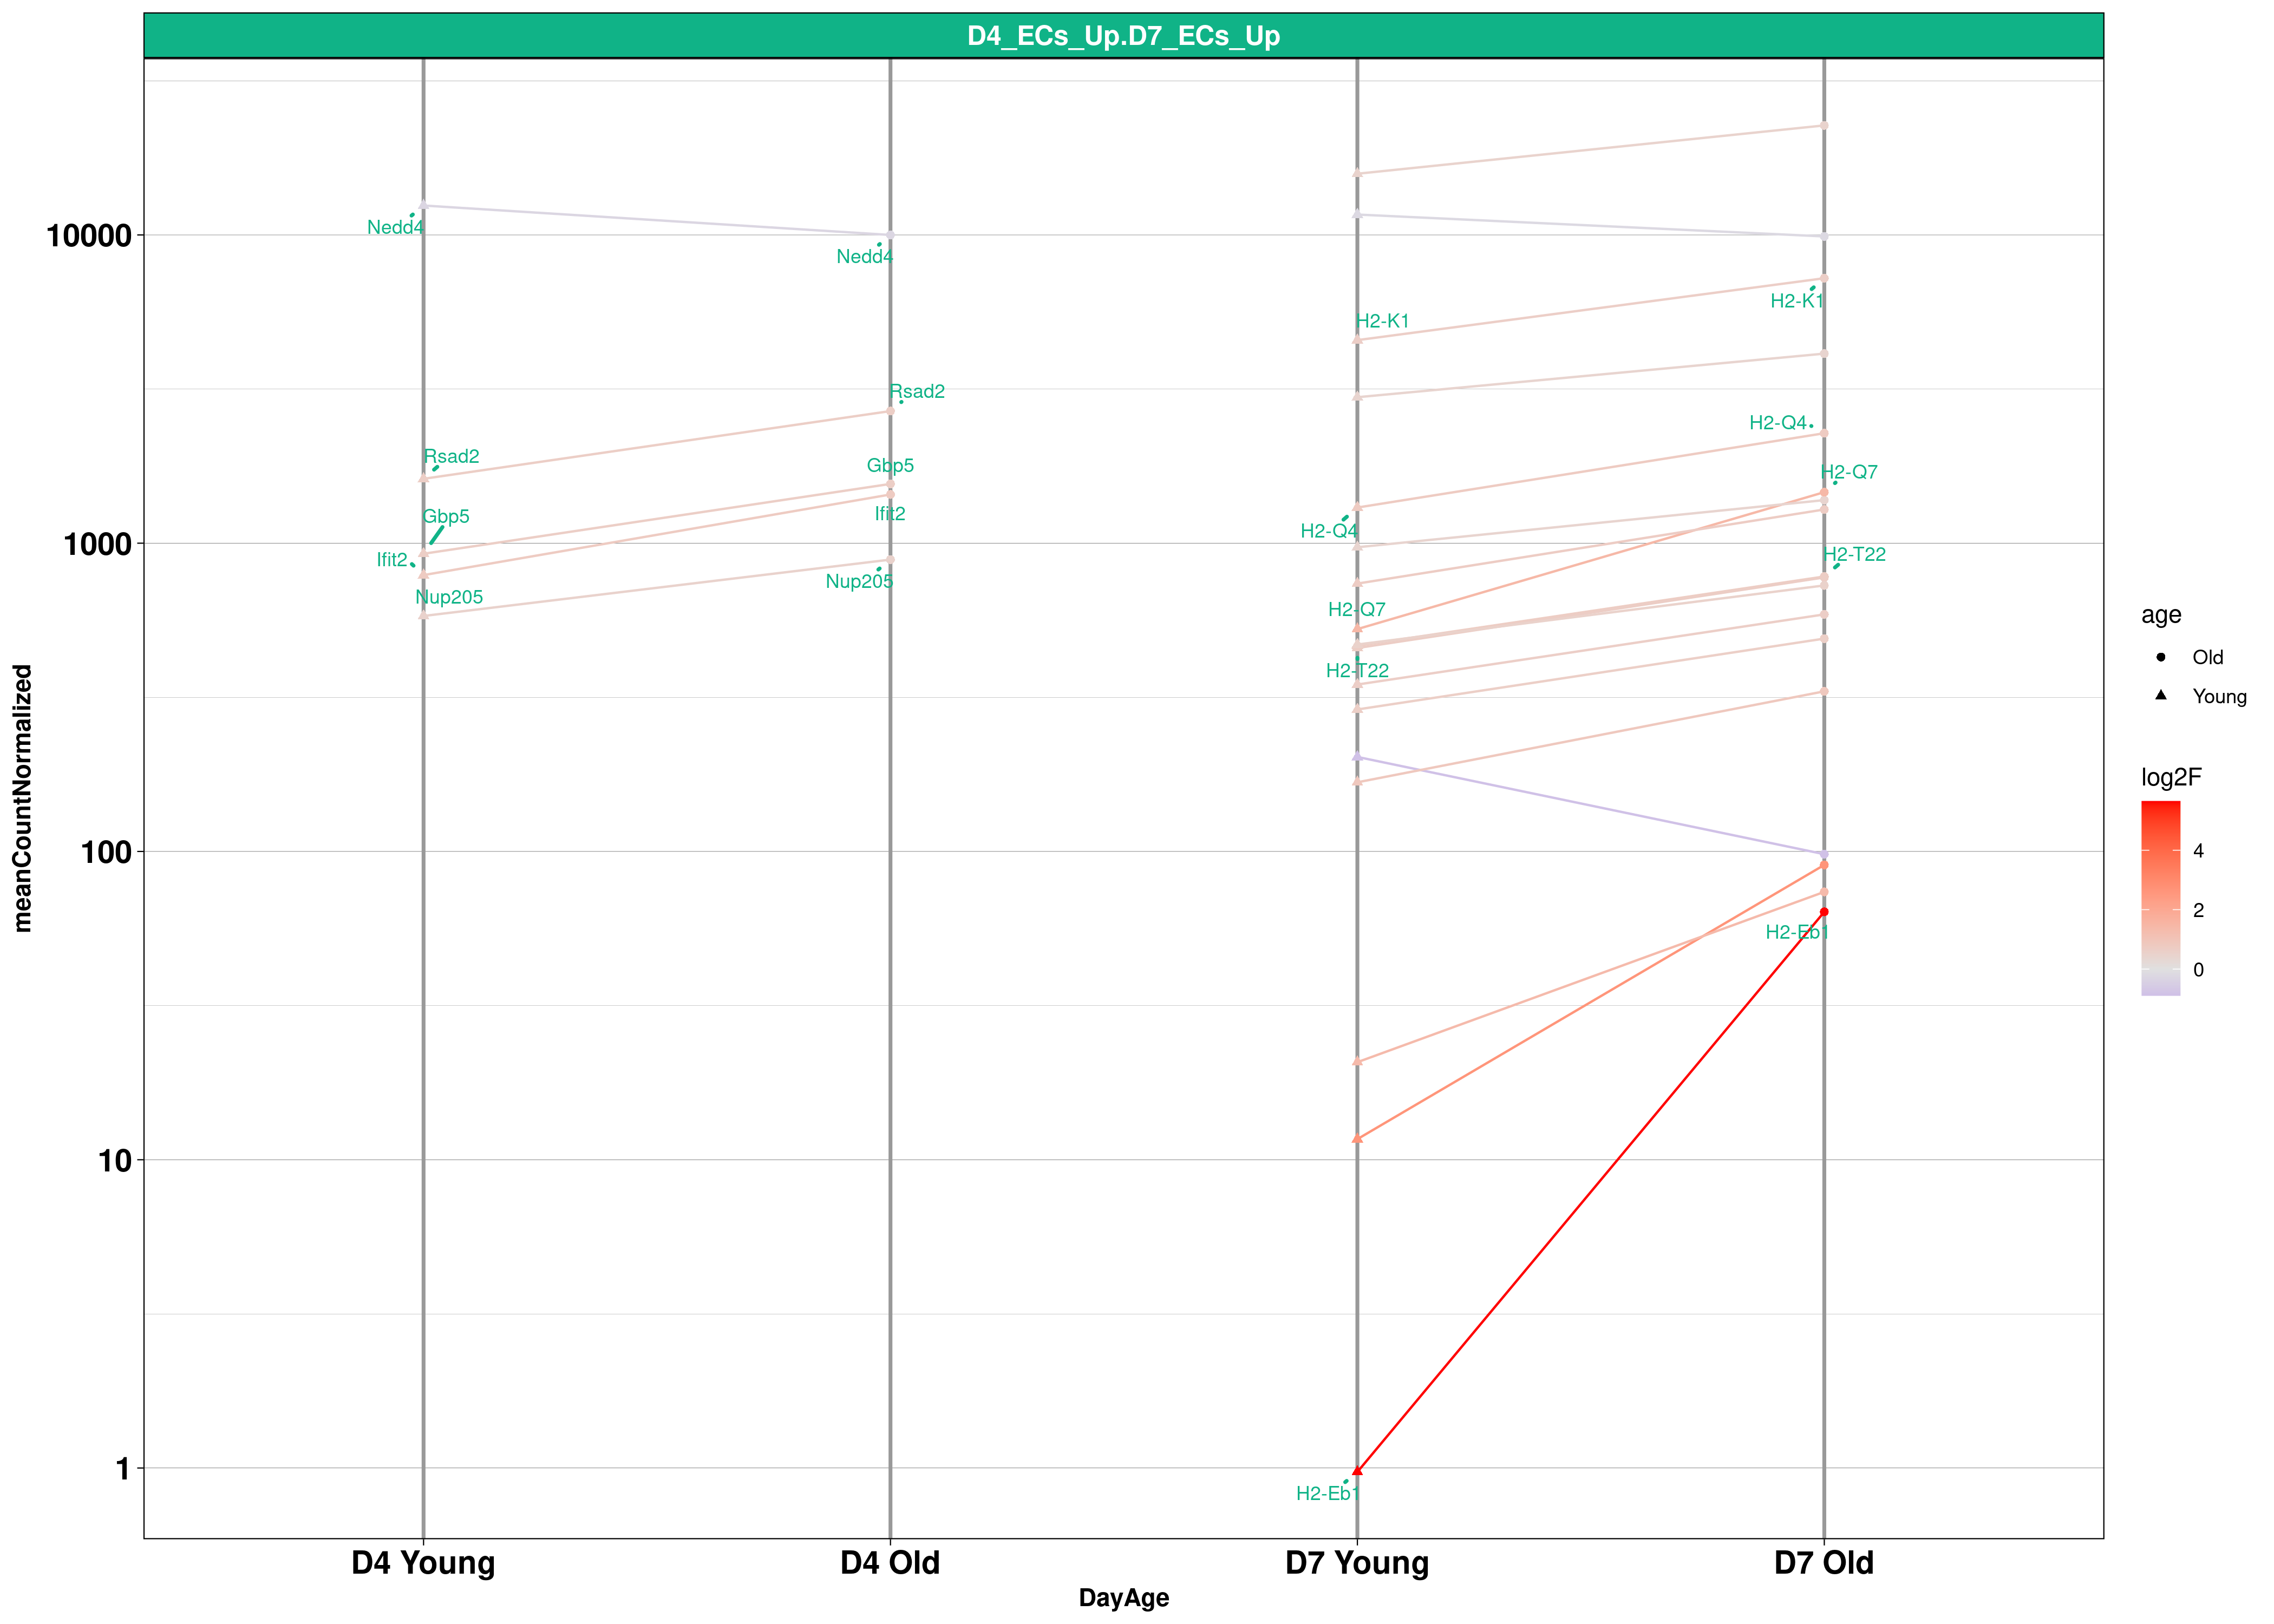 D4_ECs_Up.D7_ECs_Up
meanCountNormalized
10000
1000
100
10
1
Nedd4
Nedd4
Rsad2
Rsad2
Gbp5
Gbp5
Ifit2
Ifit2
Nup205
Nup205
H2-K1
H2-K1
H2-Q4
H2-Q4
H2-Q7
H2-Q7
H2-T22
H2-T22
H2-Eb1
H2-Eb1
D4 Young
D4 Old
D7 Young
D7 Old
DayAge
age
Old
Young
log2F
4
2
0